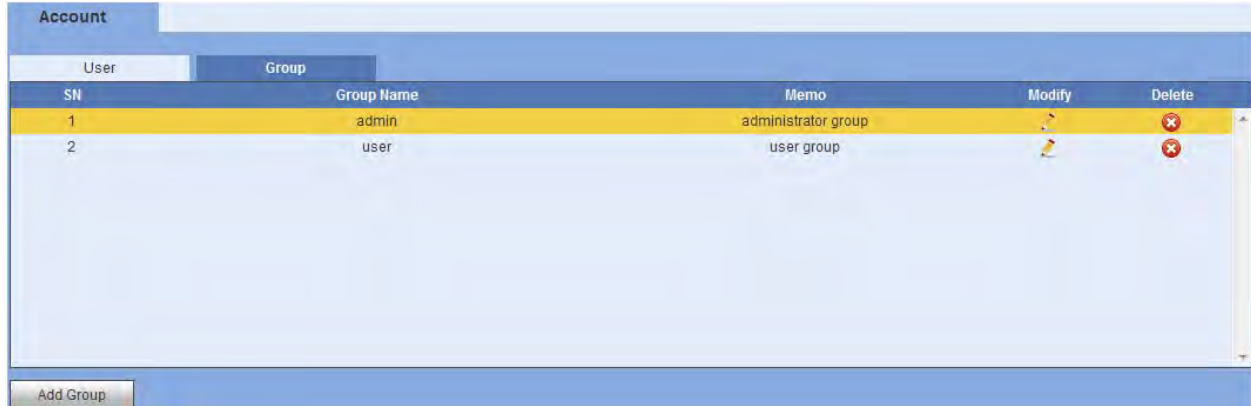 Account
User Group
SN Group Name Memo Modify Delete
1 admin administrator group
2 user user group
Add Group